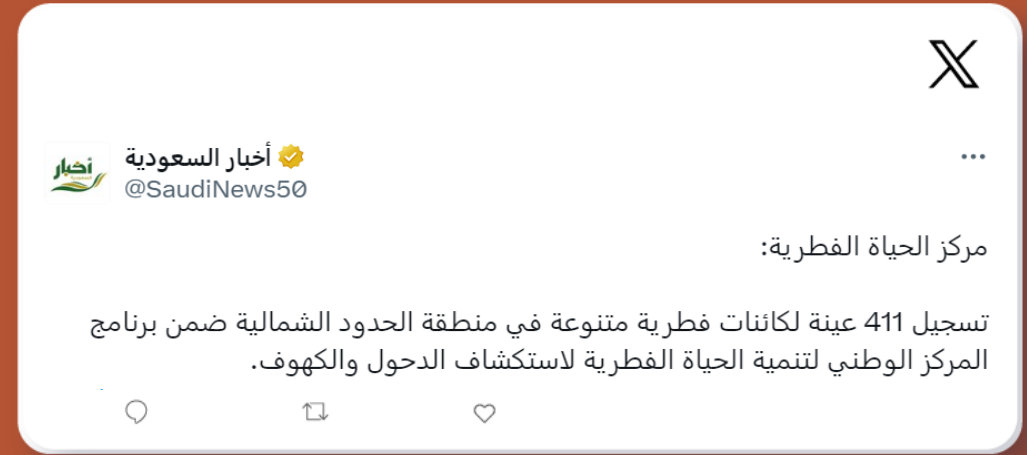 أخبار السعودية
@SaudiNews50
مركز الحياة الفطرية:
تسجيل 411 عينة لكائنات فطرية متنوعة في منطقة الحدود الشمالية ضمن برنامج
المركز الوطني لتنمية الحياة الفطرية لاستكشاف الدحول والكهوف.
أخبار